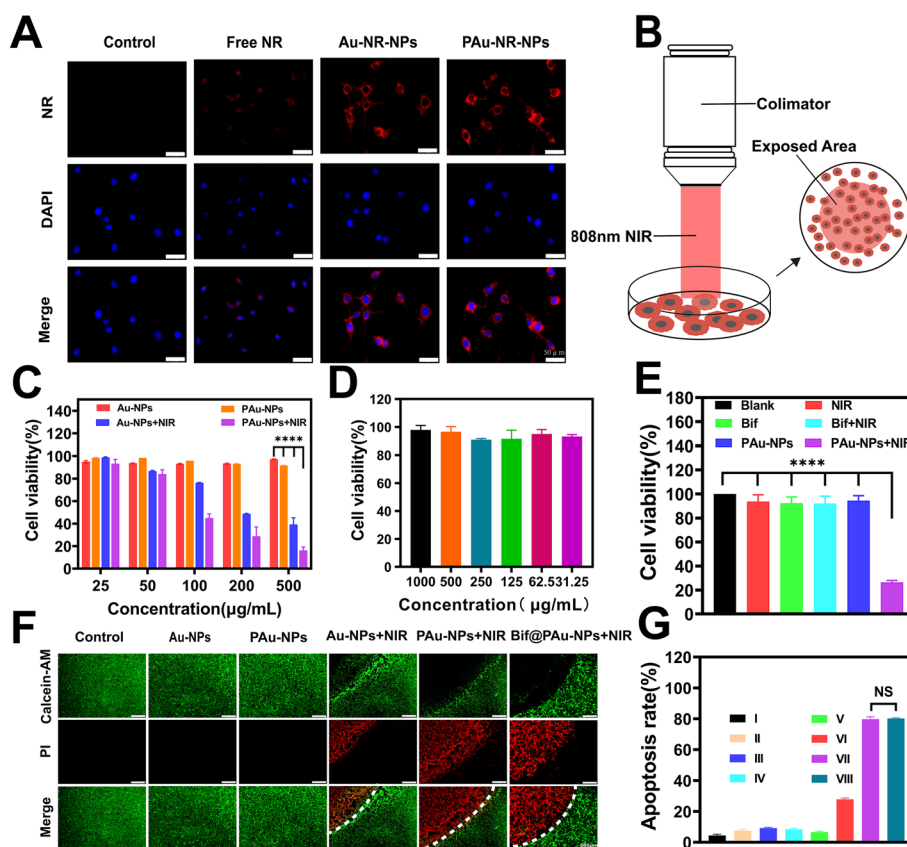 A
Control
Free NR
Au-NR-NPs
PAu-NR-NPs
NR
DAPI
Merge
50 μm
B
Colimator
Exposed Area
808nm NIR
C
Cell viability(%)
140
120
100
80
60
40
20
0
Au-NPs
PAu-NPs
Au-NPs+NIR
PAu-NPs+NIR
****
25
50
100
200
500
Concentration(μg/mL)
D
Cell viability(%)
140
120
100
80
60
40
20
0
1000
500
250
125
62.5
31.25
Concentration( μg/mL)
E
Cell viability(%)
180
160
140
120
100
80
60
40
20
0
Blank
NIR
Bif
Bif+NIR
PAu-NPs
PAu-NPs+NIR
****
F
Control
Au-NPs
PAu-NPs
Au-NPs+NIR
PAu-NPs+NIR
Bif@PAu-NPs+NIR
Calcein-AM
PI
Merge
G
Apoptosis rate(%)
120
100
80
60
40
20
0
I
II
III
IV
V
VI
VII
VIII
NS